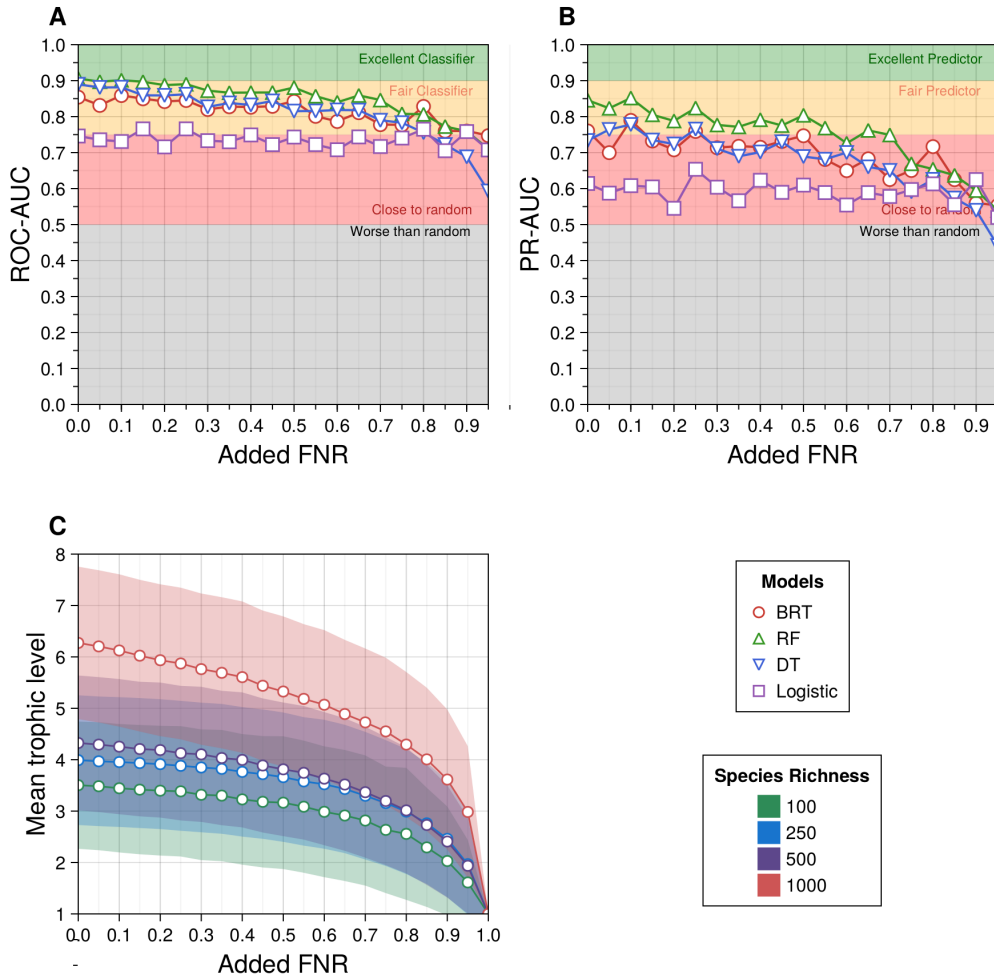 A
B
1.0
0.9
0.8
0.7
0.6
0.5
0.4
0.3
0.2
0.1
0.0
ROC-AUC
Excellent Classifier
Fair Classifier
Close to random
Worse than random
0.0 0.1 0.2 0.3 0.4 0.5 0.6 0.7 0.8 0.9
Added FNR
1.0
0.9
0.8
0.7
0.6
0.5
0.4
0.3
0.2
0.1
0.0
PR-AUC
Excellent Predictor
Fair Predictor
Close to random
Worse than random
0.0 0.1 0.2 0.3 0.4 0.5 0.6 0.7 0.8 0.9
Added FNR
C
8
7
6
5
4
3
2
1
Mean trophic level
0.0 0.1 0.2 0.3 0.4 0.5 0.6 0.7 0.8 0.9 1.0
Added FNR
Models
BRT
RF
DT
Logistic
Species Richness
100
250
500
1000